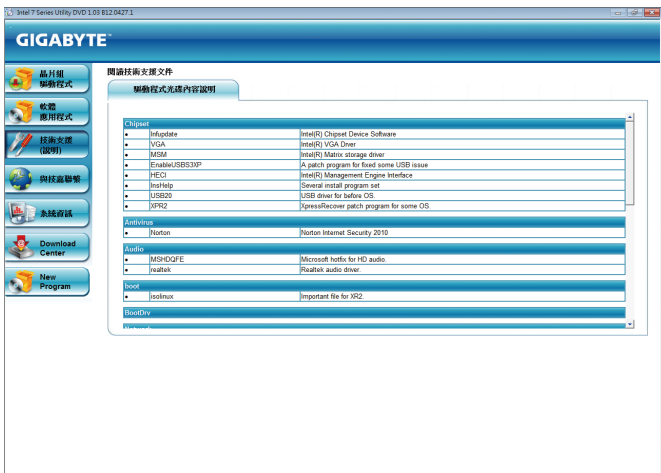 Intel 7 Series Utility DVD 1.03 B12.0427.1
GIGABYTE
晶片組
驅動程式
軟體
應用程式
技術支援
(說明)
與技嘉聯繫
系統資訊
Download
Center
New
Program
閱讀技術支援文件
驅動程式光碟內容說明
Chipset
• Infupdate Intel(R) Chipset Device Software
• VGA Intel(R) VGA Drver
• MSM Intel(R) Matrix storage driver
• EnableUSBS3XP A patch program for fixed some USB issue
• HECI Intel(R) Management Engine Interface
• InsHelp Several install program set
• USB20 USB driver for before OS.
• XPR2 XpressRecover patch program for some OS.
Antivirus
• Norton Norton Internet Security 2010
Audio
• MSHDQFE Microsoft hotfix for HD audio.
• realtek Realtek audio driver.
boot
• isolinux Important file for XR2.
BootDrv
Network